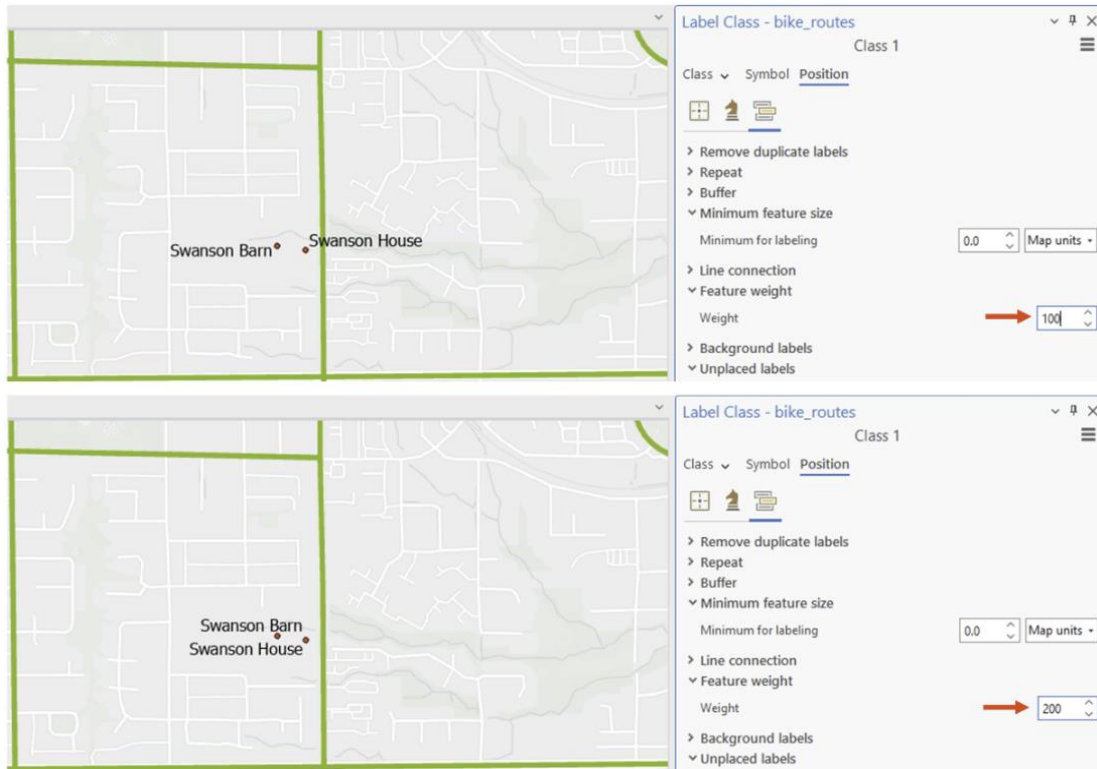 Label Class - bike_routes
Class 1
Class Symbol Position
Remove duplicate labels
Repeat
Buffer
Minimum feature size
Minimum for labeling 0.0 Map units
Line connection
Feature weight
Weight 100
Background labels
Unplaced labels
Swanson House
Swanson Barn
Label Class - bike_routes
Class 1
Class Symbol Position
Remove duplicate labels
Repeat
Buffer
Minimum feature size
Minimum for labeling 0.0 Map units
Line connection
Feature weight
Weight 200
Background labels
Unplaced labels
Swanson Barn
Swanson House